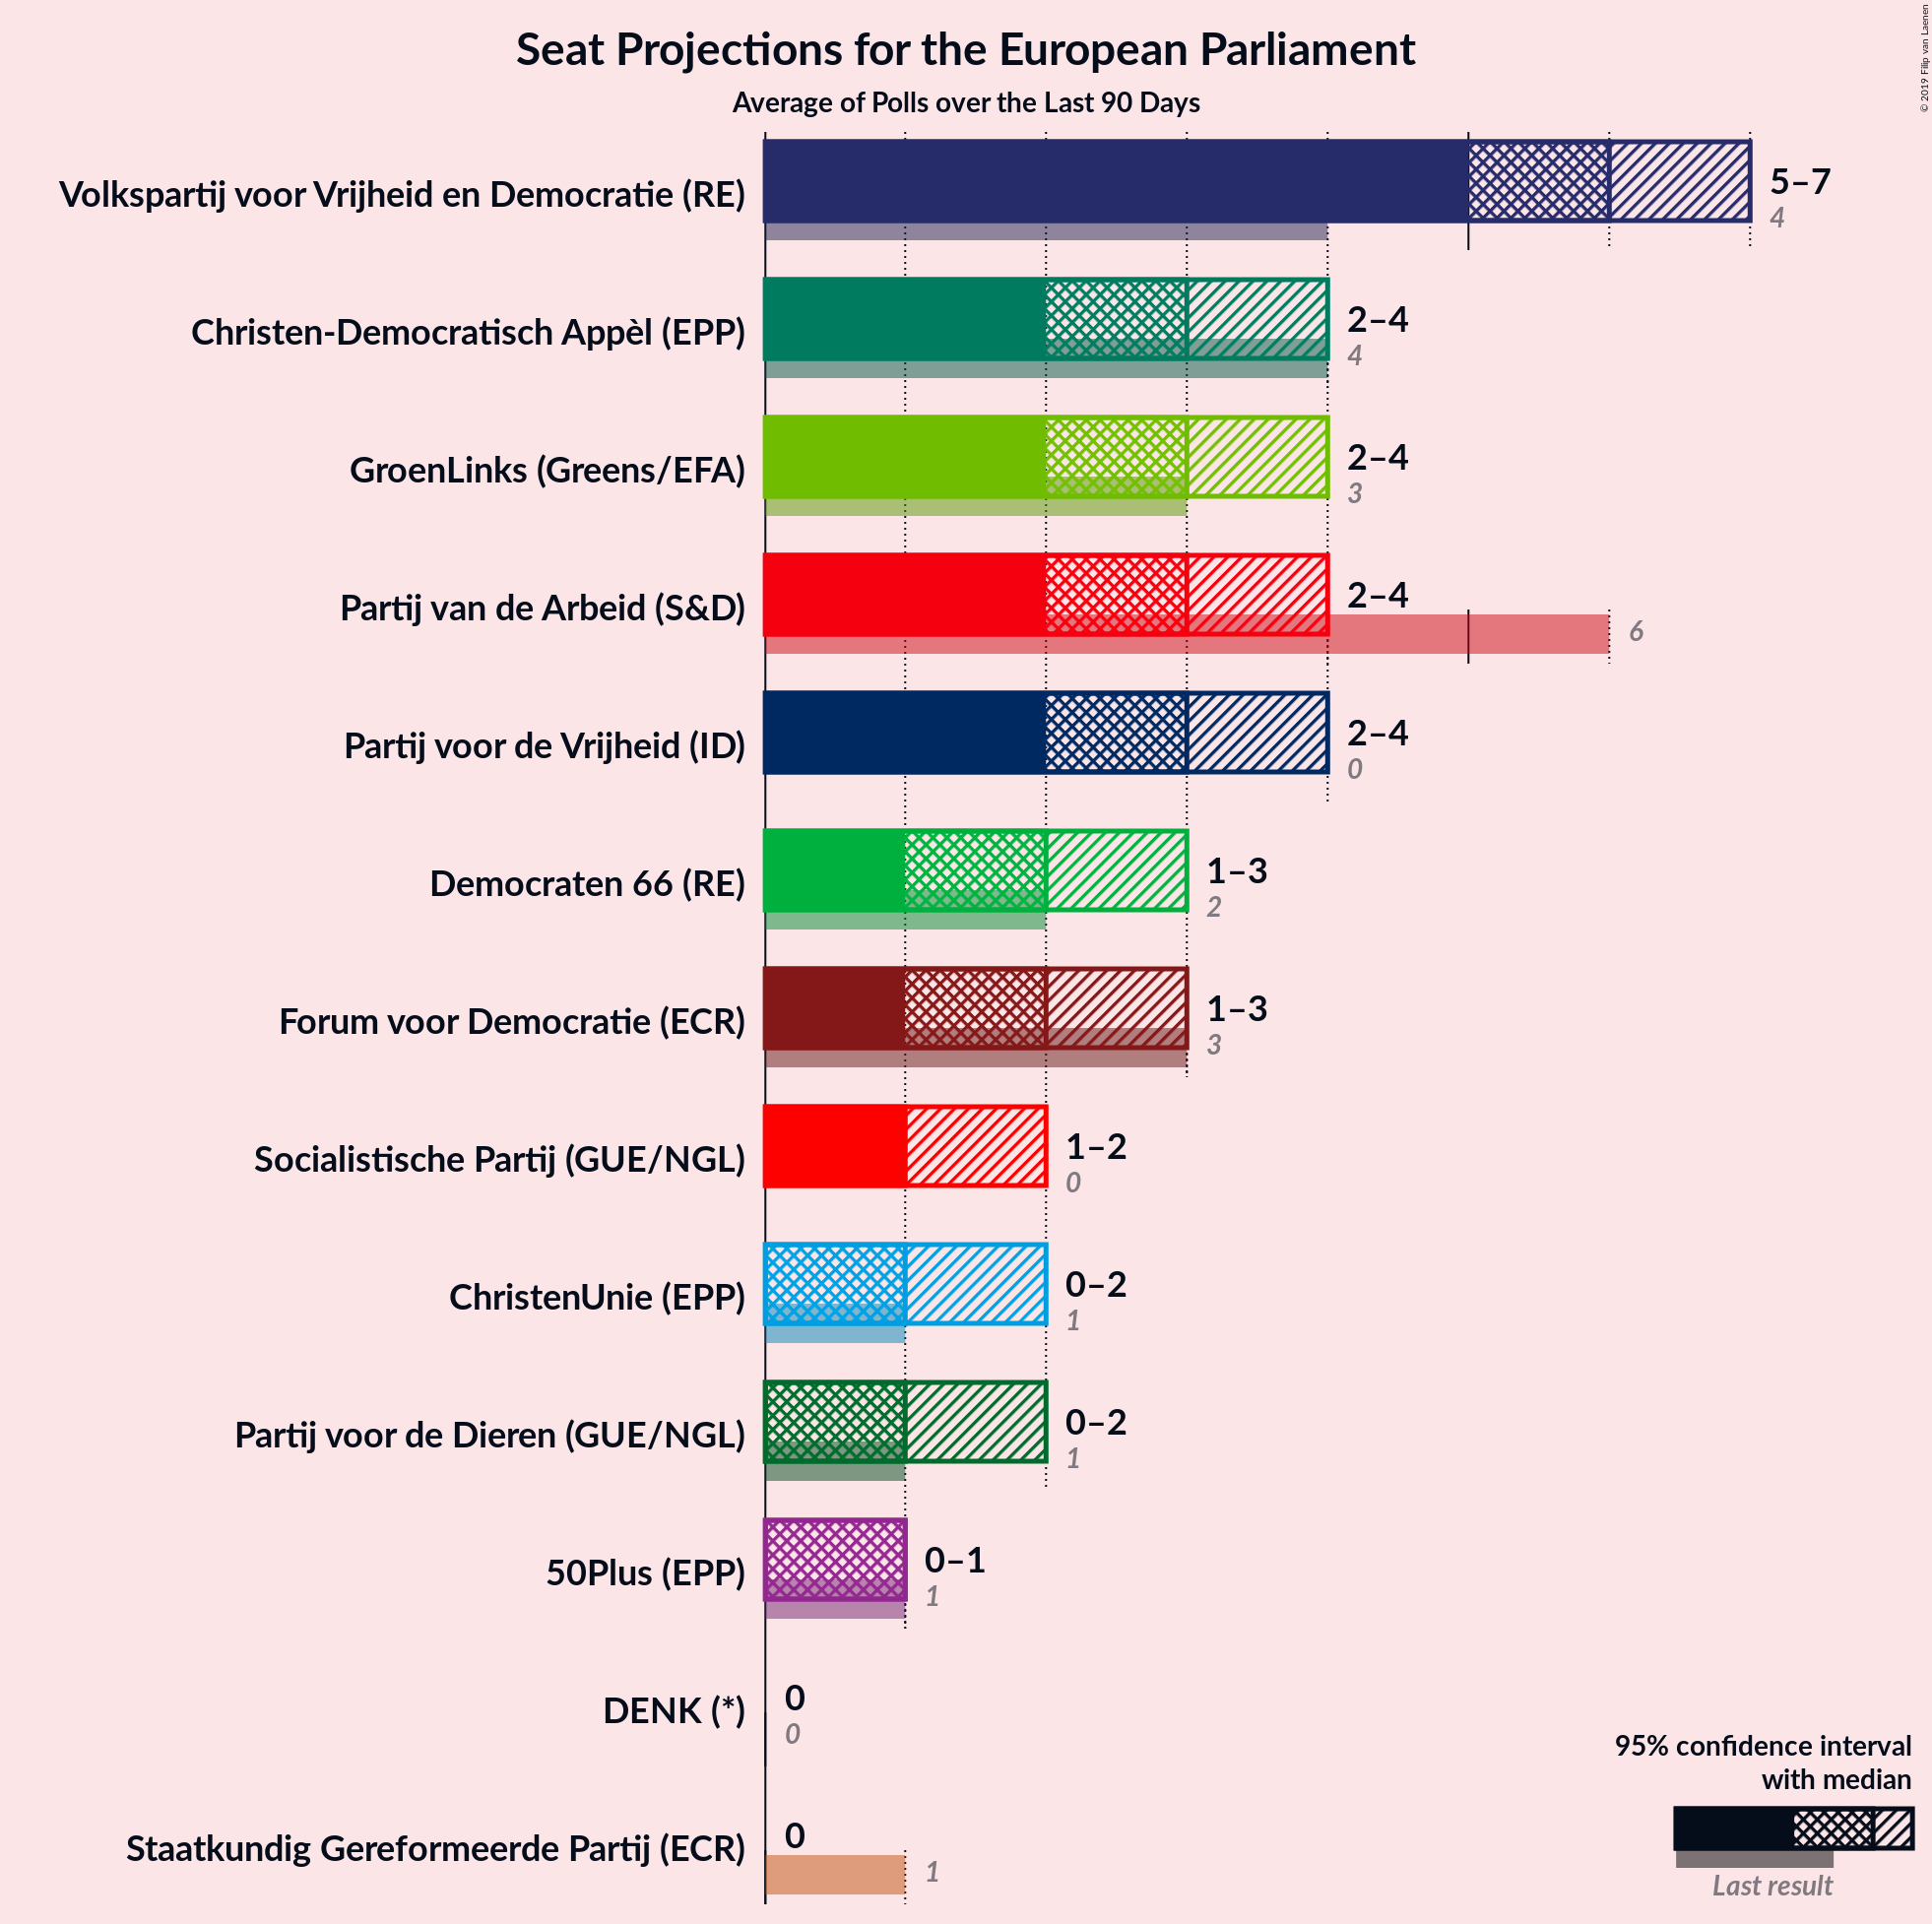 Seat Projections for the European Parliament
Average of Polls over the Last 90 Days
© 2019 Filip van Laenen
Volkspartij voor Vrijheid en Democratie (RE)
5–7
4
Christen-Democratisch Appèl (EPP)
2–4
4
GroenLinks (Greens/EFA)
2–4
3
Partij van de Arbeid (S&D)
2–4
6
Partij voor de Vrijheid (ID)
2–4
0
Democraten 66 (RE)
1–3
2
Forum voor Democratie (ECR)
1–3
3
Socialistische Partij (GUE/NGL)
1–2
0
ChristenUnie (EPP)
0–2
1
Partij voor de Dieren (GUE/NGL)
0–2
1
50Plus (EPP)
0–1
1
DENK (*)
0
0
Staatkundig Gereformeerde Partij (ECR)
0
1
95% confidence interval
with median
Last result